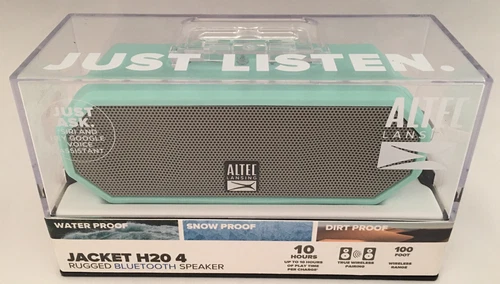 JUST LISTEN.
JUST
ASK.
SIRI AND
GOOGLE
VOICE
ASSISTANT
ALTEC
LANSING
ALTEC
LANSING
WATER PROOF
SNOW PROOF
DIRT PROOF
JACKET H20 4
RUGGED BLUETOOTH SPEAKER
10
HOURS
UP TO 10 HOURS
OF PLAY TIME
PER CHARGE
TRUE WIRELESS
PAIRING
100
FOOT
WIRELESS
RANGE